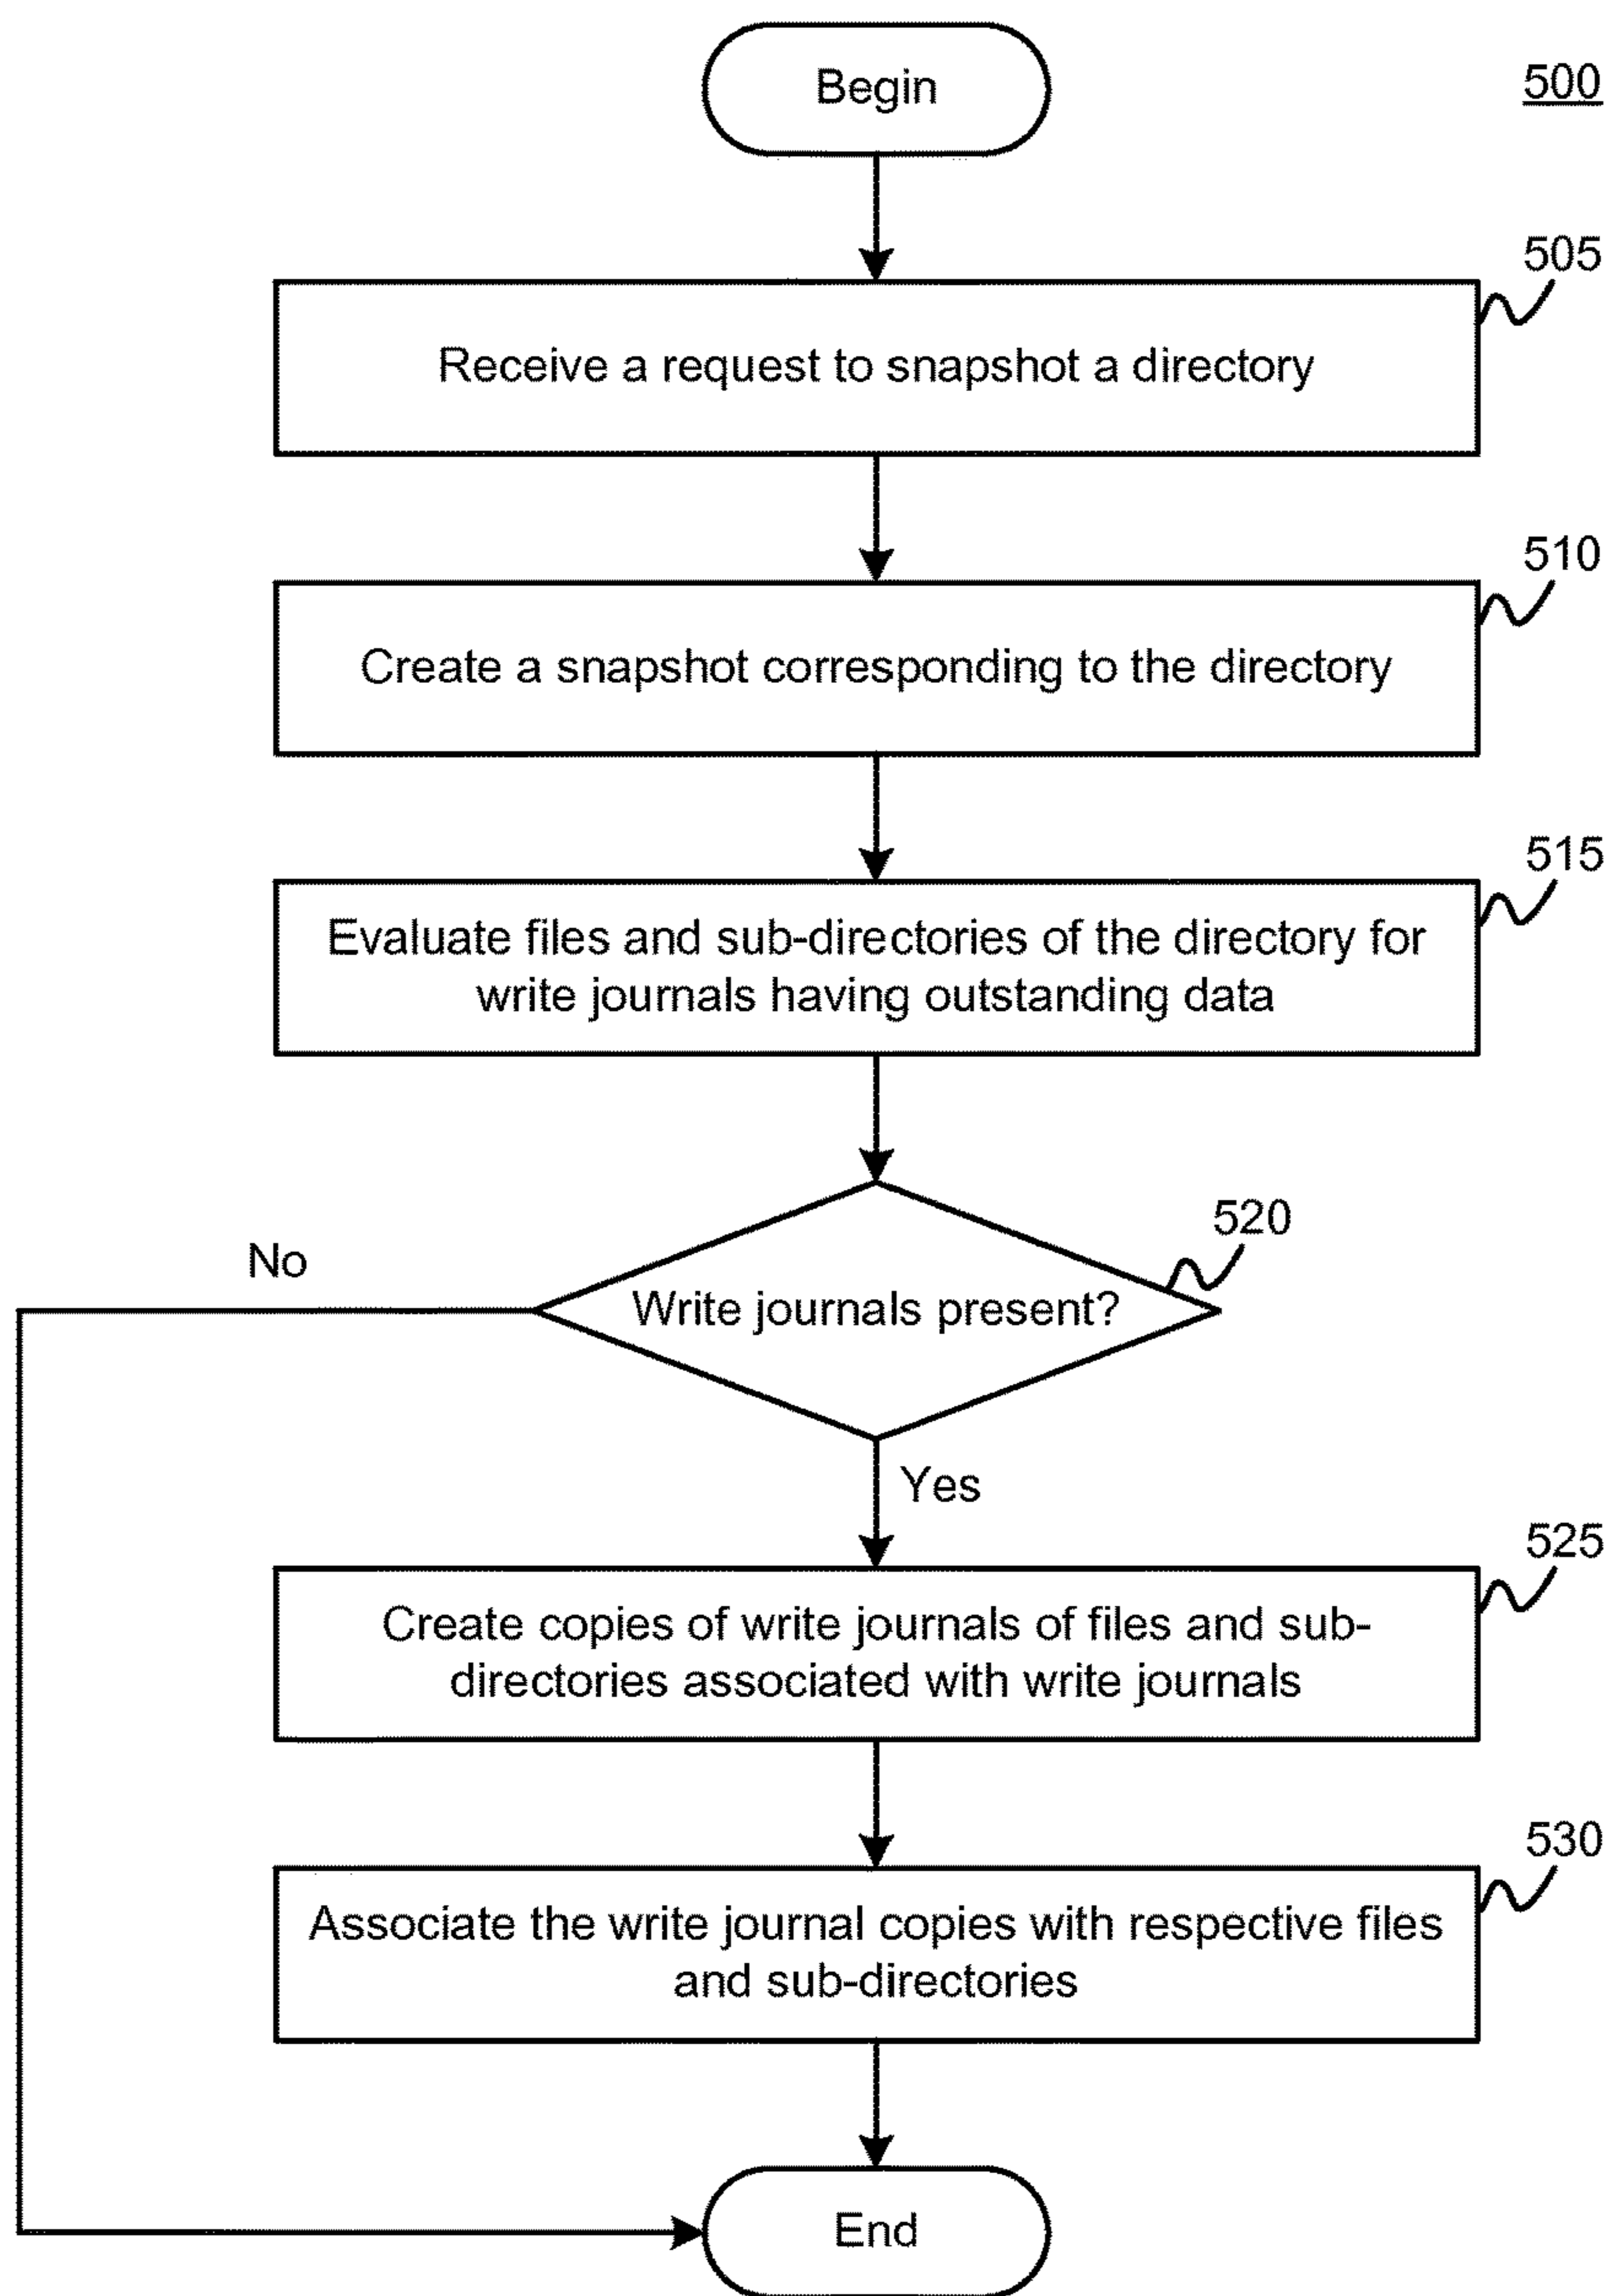 Begin
500
505
Receive a request to snapshot a directory
510
Create a snapshot corresponding to the directory
515
Evaluate files and sub-directories of the directory for
write journals having outstanding data
520
No
Write journals present?
Yes
525
Create copies of write journals of files and sub-
directories associated with write journals
530
Associate the write journal copies with respective files
and sub-directories
End